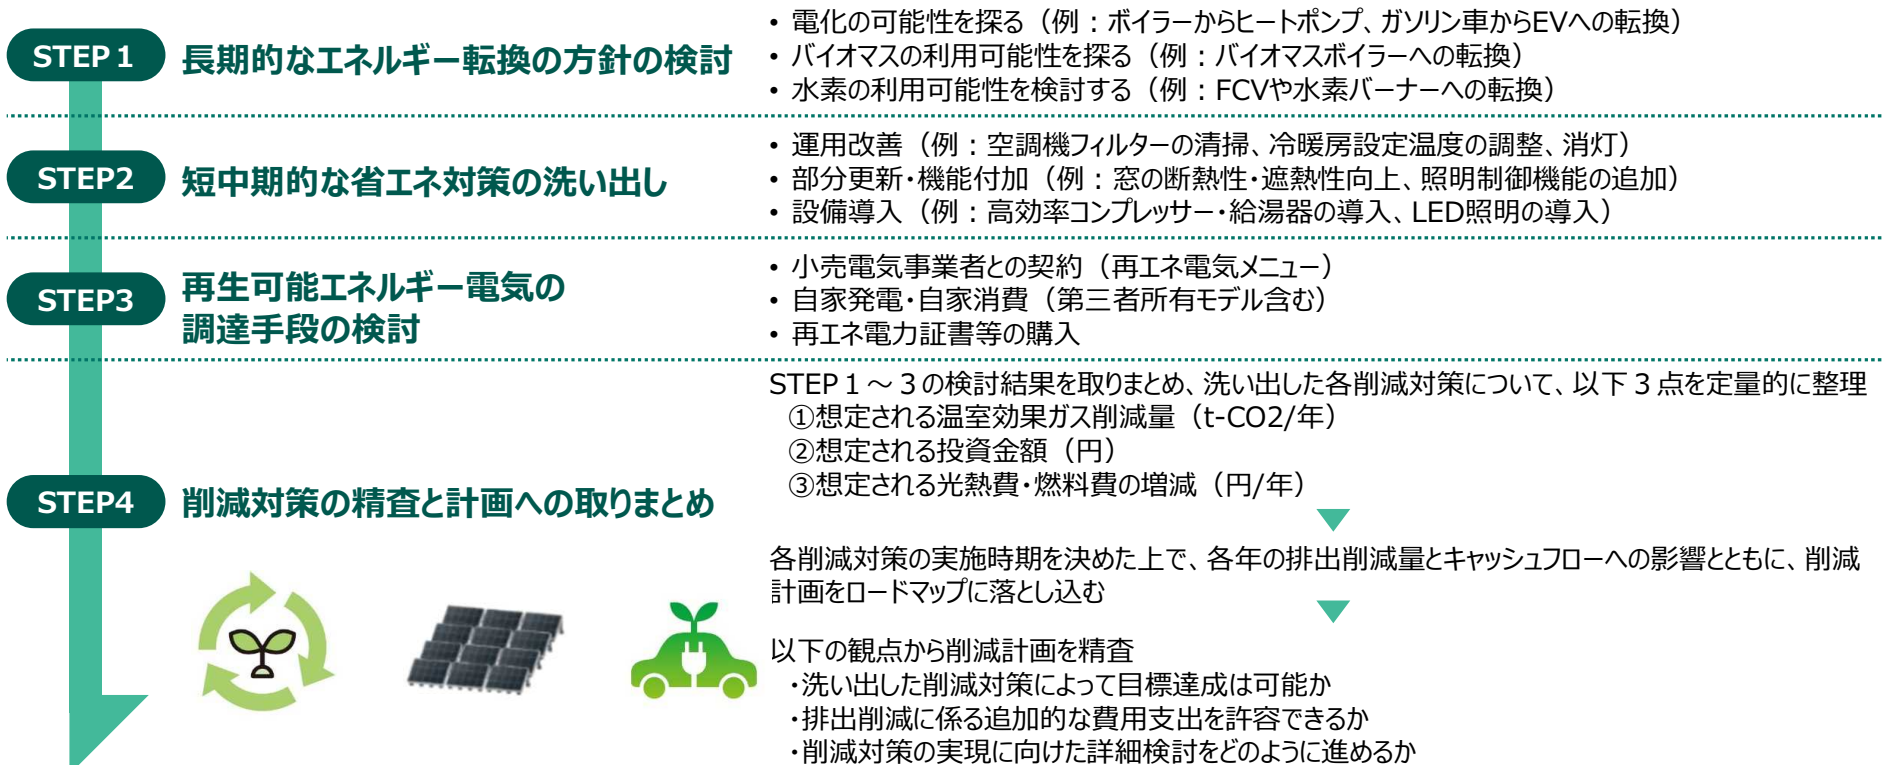 STEP１
長期的なエネルギー転換の方針の検討
• 電化の可能性を探る（例：ボイラーからヒートポンプ、ガソリン車からEVへの転換）
• バイオマスの利用可能性を探る（例：バイオマスボイラーへの転換）
• 水素の利用可能性を検討する（例：FCVや水素バーナーへの転換）
STEP2
短中期的な省エネ対策の洗い出し
• 運用改善（例：空調機フィルターの清掃、冷暖房設定温度の調整、消灯）
• 部分更新・機能付加（例：窓の断熱性・遮熱性向上、照明制御機能の追加）
• 設備導入（例：高効率コンプレッサー・給湯器の導入、LED照明の導入）
STEP3
再生可能エネルギー電気の
調達手段の検討
• 小売電気事業者との契約（再エネ電気メニュー）
• 自家発電・自家消費（第三者所有モデル含む）
• 再エネ電力証書等の購入
STEP4
削減対策の精査と計画への取りまとめ
STEP１～３の検討結果を取りまとめ、洗い出した各削減対策について、以下３点を定量的に整理
①想定される温室効果ガス削減量（t-CO2/年）
②想定される投資金額（円）
③想定される光熱費・燃料費の増減（円/年）
各削減対策の実施時期を決めた上で、各年の排出削減量とキャッシュフローへの影響とともに、削減
計画をロードマップに落とし込む
以下の観点から削減計画を精査
・洗い出した削減対策によって目標達成は可能か
・排出削減に係る追加的な費用支出を許容できるか
・削減対策の実現に向けた詳細検討をどのように進めるか